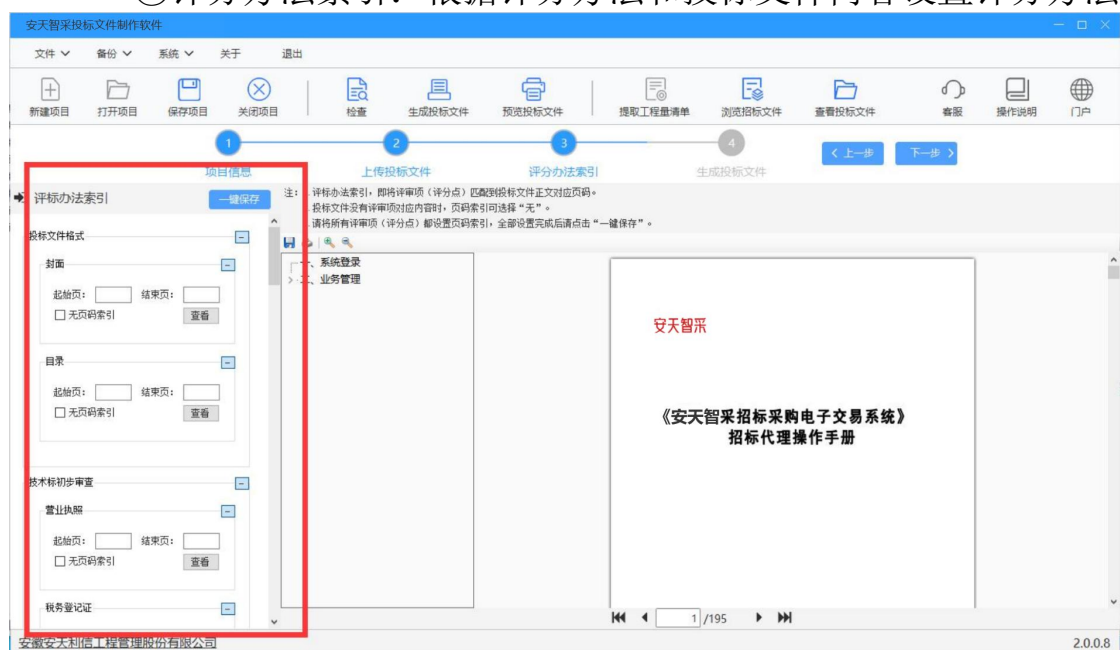 评分办法索引：根据评分办法和投标文件内容设置评分办法
安天智采投标文件制作软件
文件 备份 系统 关于 退出
新建项目 打开项目 保存项目 关闭项目 检查 生成投标文件 预览投标文件 提取工程量清单 浏览招标文件 查看投标文件 客服 操作说明 门户
1 2 3 4
项目信息 上传投标文件 评分办法索引 生成投标文件
< 上一步 下一步 >
评标办法索引 一键保存
注：
评标办法索引，即将评审项（评分点）匹配到投标文件正文对应页码。
投标文件没有评审项对应内容时，页码索引可选择“无”。
请将所有评审项（评分点）都设置页码索引，全部设置完成后请点击“一键保存”。
投标文件格式
封面
起始页： 结束页：
无页码索引 查看
目录
起始页： 结束页：
无页码索引 查看
技术标初步审查
营业执照
起始页： 结束页：
无页码索引 查看
税务登记证
一、系统登录
二、业务管理
安天智采
《安天智采招标采购电子交易系统》
招标代理操作手册
1 /195
安徽安天利信工程管理股份有限公司
2.0.0.8